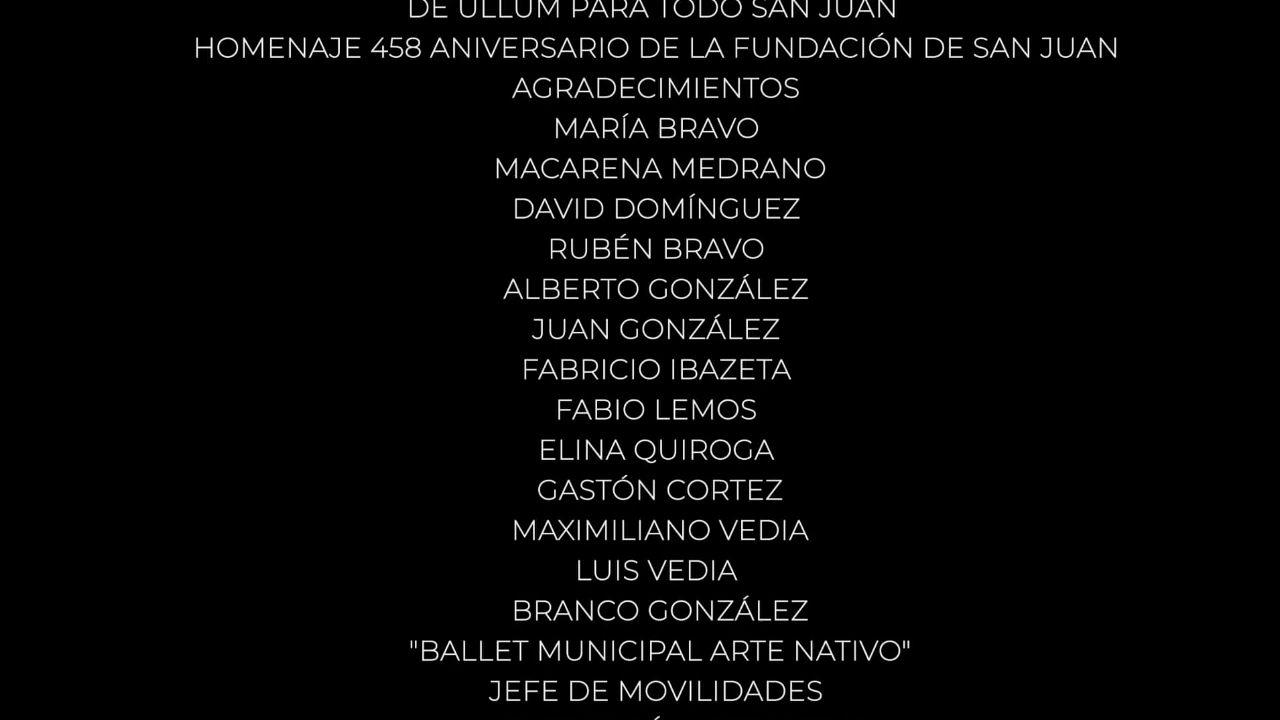 DE ULLUM PARA TODO SAN JUAN
HOMENAJE 458 ANIVERSARIO DE LA FUNDACIÓN DE SAN JUAN
AGRADECIMIENTOS
MARÍA BRAVO
MACARENA MEDRANO
DAVID DOMÍNGUEZ
RUBÉN BRAVO
ALBERTO GONZÁLEZ
JUAN GONZÁLEZ
FABRICIO IBAZETA
FABIO LEMOS
ELINA QUIROGA
GASTÓN CORTEZ
MAXIMILIANO VEDIA
LUIS VEDIA
BRANCO GONZÁLEZ
"BALLET MUNICIPAL ARTE NATIVO"
JEFE DE MOVILIDADES